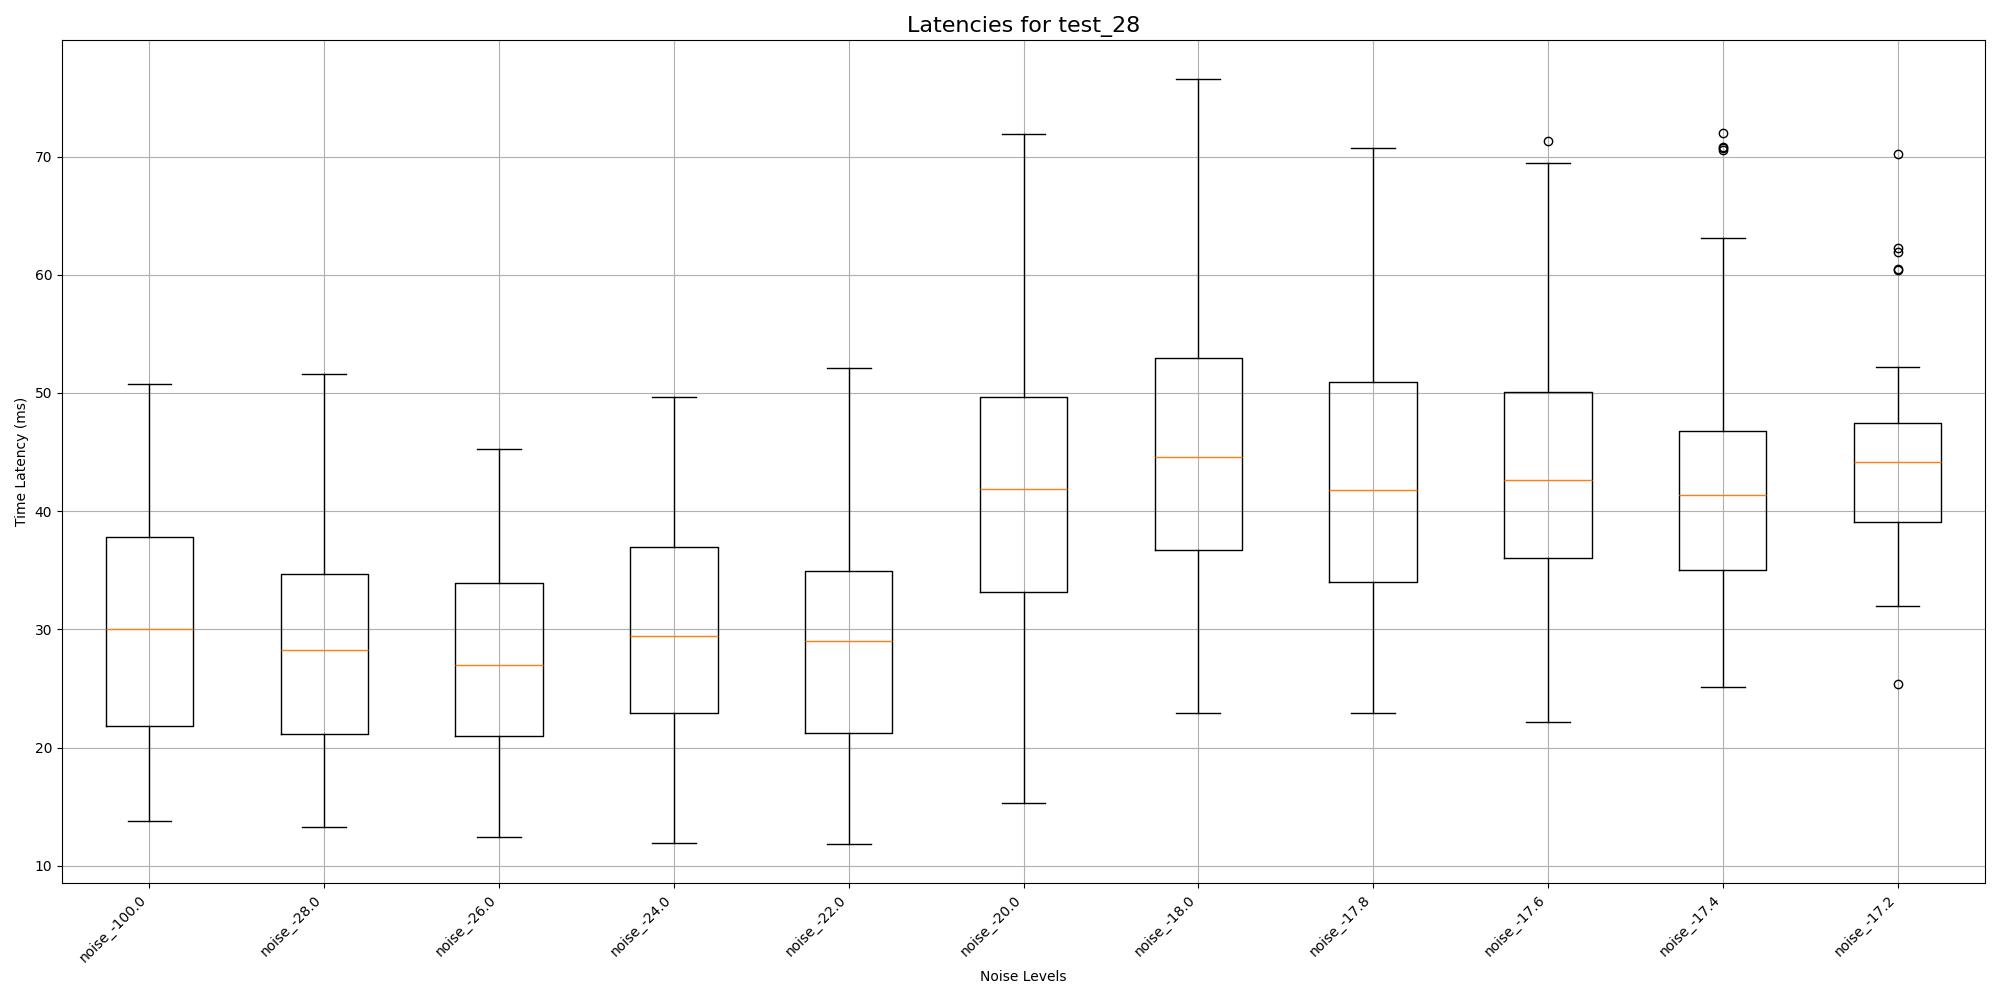 Latencies for test_28
Time Latency (ms)
70
60
50
40
30
20
10
noise_-100.0
noise_-28.0
noise_-26.0
noise_-24.0
noise_-22.0
noise_-20.0
noise_-18.0
noise_-17.8
noise_-17.6
noise_-17.4
noise_-17.2
Noise Levels